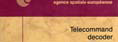 agence spatiale européenne
Telecommand
decoder